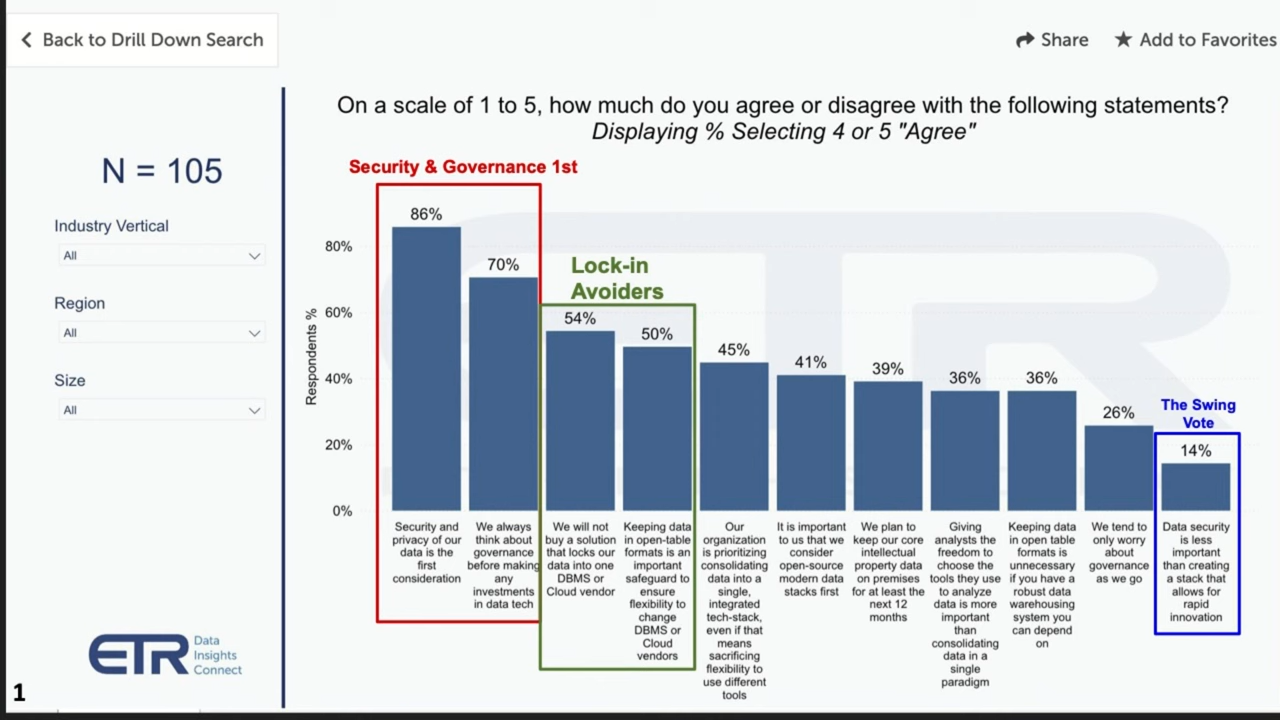 Back to Drill Down Search
Share
Add to Favorites
N = 105
Industry Vertical
All
Region
All
Size
All
ETR Data
Insights
Connect
1
On a scale of 1 to 5, how much do you agree or disagree with the following statements?
Displaying % Selecting 4 or 5 "Agree"
Security & Governance 1st
Lock-in
Avoiders
The Swing
Vote
Respondents %
80%
60%
40%
20%
0%
86%
70%
54%
50%
45%
41%
39%
36%
36%
26%
14%
Security and
privacy of our
data is the
first
consideration
We always
think about
governance
before making
any
investments
in data tech
We will not
buy a solution
that locks our
data into one
DBMS or
Cloud vendor
Keeping data
in open-table
formats is an
important
safeguard to
ensure
flexibility to
change
DBMS or
Cloud
vendors
Our
organization
is prioritizing
consolidating
data into a
single,
integrated
tech-stack,
even if that
means
sacrificing
flexibility to
use different
tools
It is important
to us that we
consider
open-source
modern data
stacks first
We plan to
keep our core
intellectual
property data
on premises
for at least the
next 12
months
Giving
analysts the
freedom to
choose the
tools they use
to analyze
data is more
important
than
consolidating
data in a
single
paradigm
Keeping data
in open table
formats is
unnecessary
if you have a
robust data
warehousing
system you
can depend
on
We tend to
only worry
about
governance
as we go
Data security
is less
important
than creating
a stack that
allows for
rapid
innovation
ETR